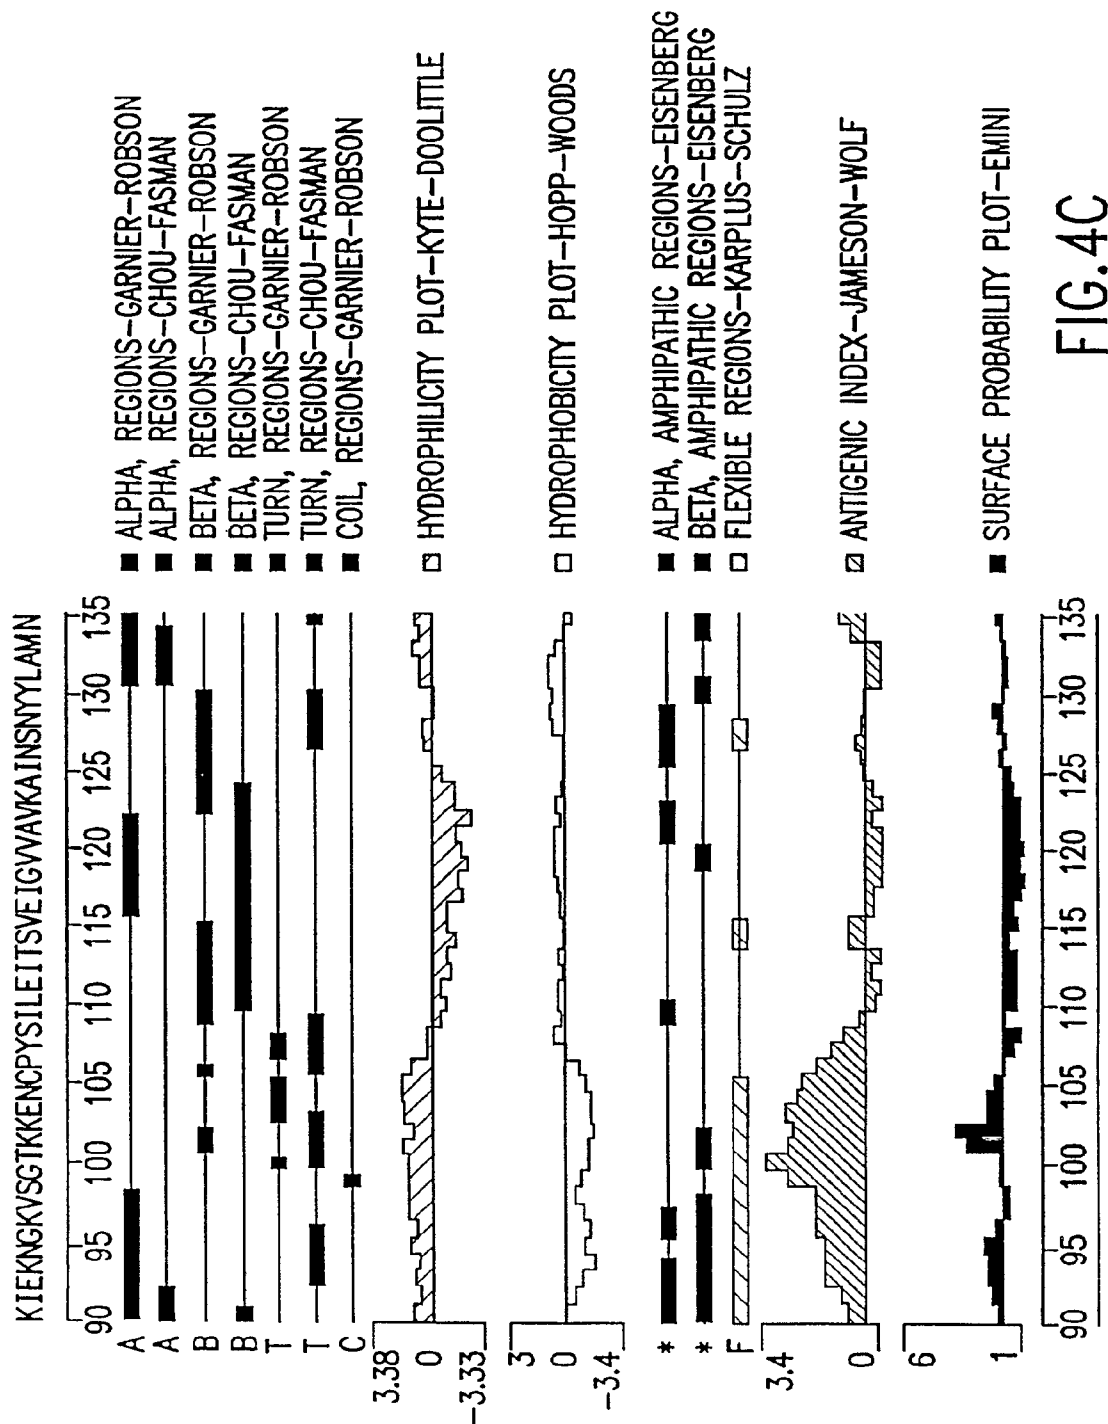 KIEKNGKVSGTKKENCPYSILEITSVEIGVVAVKAINSNYYLAMN
90 95 100 105 110 115 120 125 130 135
A ALPHA, REGIONS-GARNIER-ROBSON
A ALPHA, REGIONS-CHOU-FASMAN
B BETA, REGIONS-GARNIER-ROBSON
B BETA, REGIONS-CHOU-FASMAN
T TURN, REGIONS-GARNIER-ROBSON
T TURN, REGIONS-CHOU-FASMAN
C COIL, REGIONS-GARNIER-ROBSON
3.38
0 HYDROPHILICITY PLOT-KYTE-DOOLITTLE
-3.33
3
0 HYDROPHOBICITY PLOT-HOPP-WOODS
-3.4
* ALPHA, AMPHIPATHIC REGIONS-EISENBERG
* BETA, AMPHIPATHIC REGIONS-EISENBERG
F FLEXIBLE REGIONS-KARPLUS-SCHULZ
3.4
0 ANTIGENIC INDEX-JAMESON-WOLF
6
1 SURFACE PROBABILITY PLOT-EMINI
90 95 100 105 110 115 120 125 130 135
FIG.4C